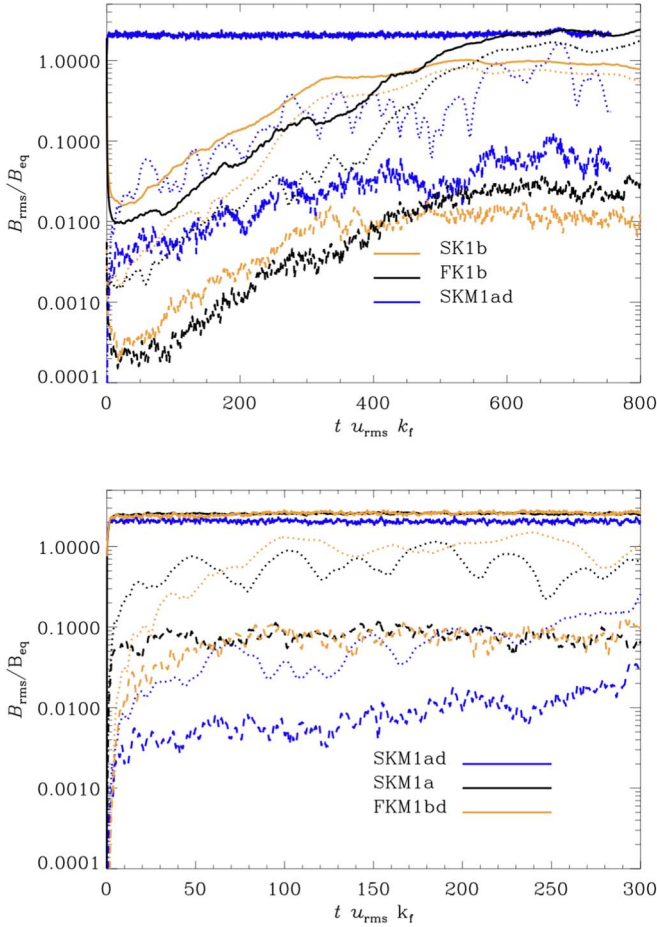 B_rms/B_eq
1.0000
0.1000
0.0100
0.0010
0.0001
SK1b
FK1b
SKM1ad
0 200 400 600 800
t u_rms k_f
B_rms/B_eq
1.0000
0.1000
0.0100
0.0010
0.0001
SKM1ad
SKM1a
FKM1bd
0 50 100 150 200 250 300
t u_rms k_f